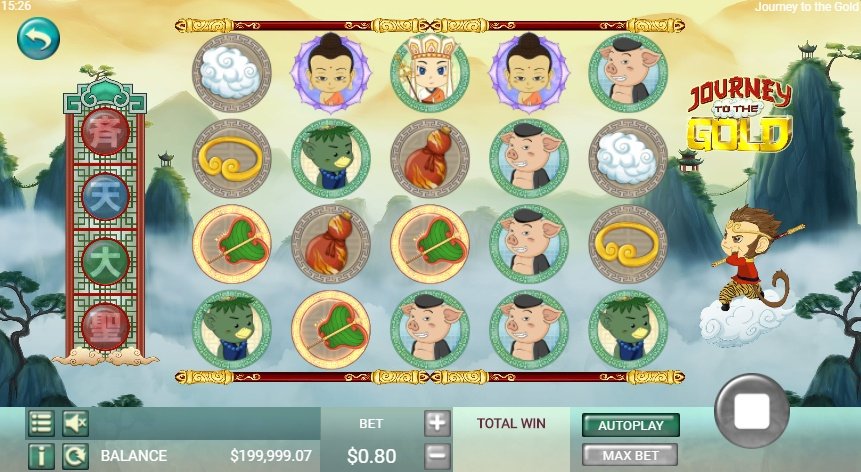 15:26
Journey to the Gold
JOURNEY
TO THE
GOLD
斉
天
大
聖
BET
TOTAL WIN
AUTOPLAY
BALANCE
$199,999.07
$0.80
MAX BET